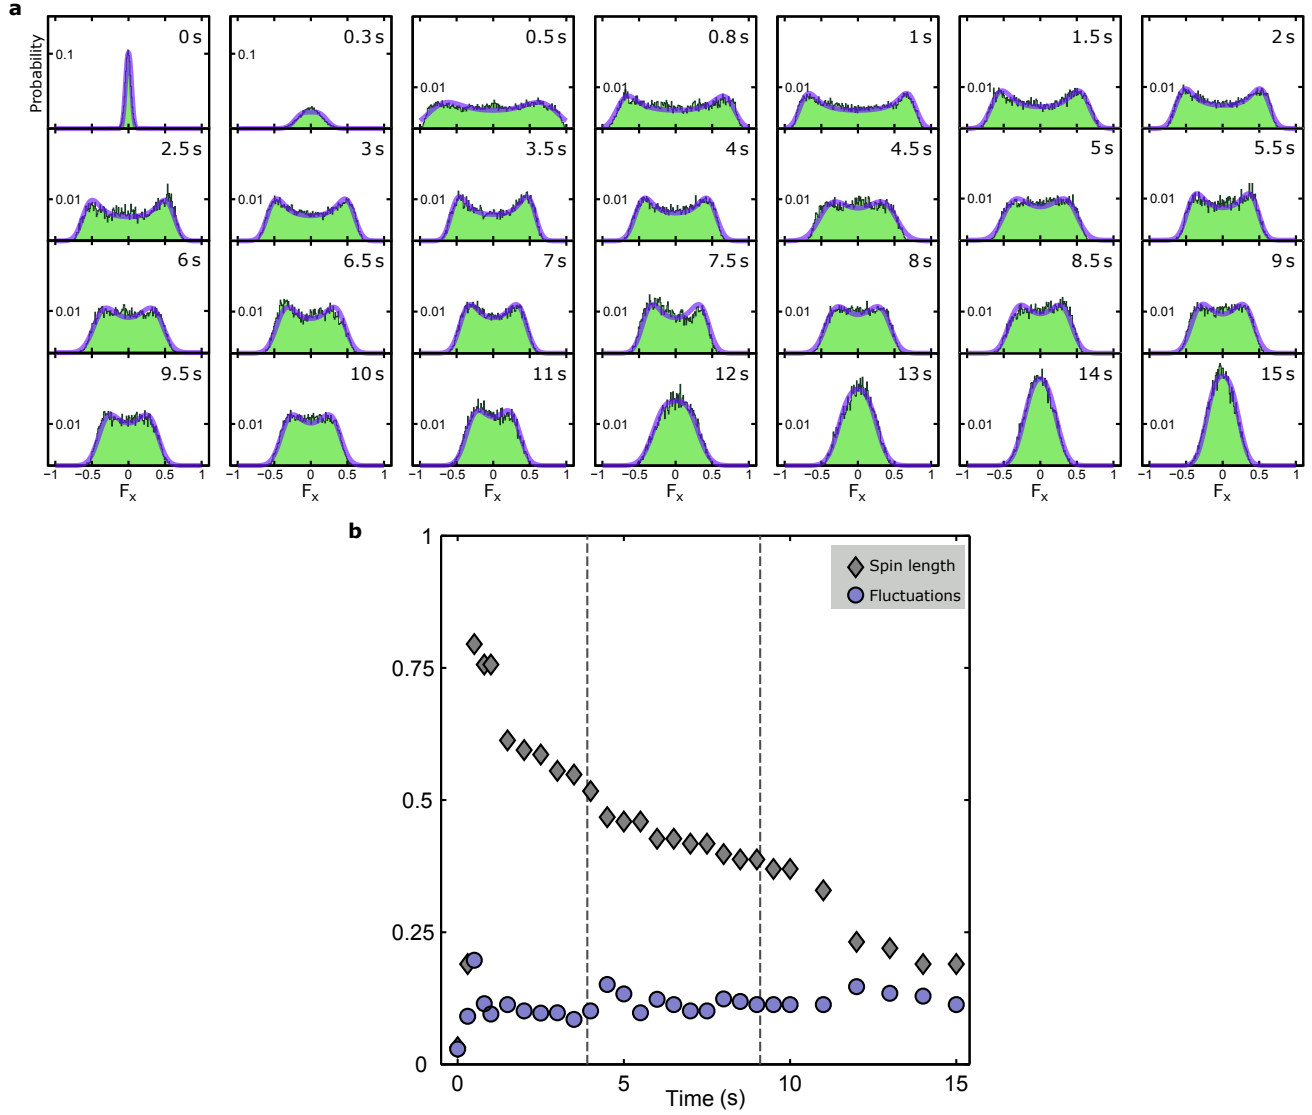 a
Probability
0 s
0.3 s
0.5 s
0.8 s
1 s
1.5 s
2 s
0.1
0.1
0.01
0.01
0.01
0.01
0.01
2.5 s
3 s
3.5 s
4 s
4.5 s
5 s
5.5 s
0.01
0.01
0.01
0.01
0.01
0.01
0.01
6 s
6.5 s
7 s
7.5 s
8 s
8.5 s
9 s
0.01
0.01
0.01
0.01
0.01
0.01
0.01
9.5 s
10 s
11 s
12 s
13 s
14 s
15 s
0.01
0.01
0.01
0.01
0.01
0.01
0.01
−1 −0.5 0 0.5 1
−1 −0.5 0 0.5 1
−1 −0.5 0 0.5 1
−1 −0.5 0 0.5 1
−1 −0.5 0 0.5 1
−1 −0.5 0 0.5 1
−1 −0.5 0 0.5 1
Fx
Fx
Fx
Fx
Fx
Fx
Fx
b
1
0.75
0.5
0.25
0
Spin length
Fluctuations
0 5 10 15
Time (s)